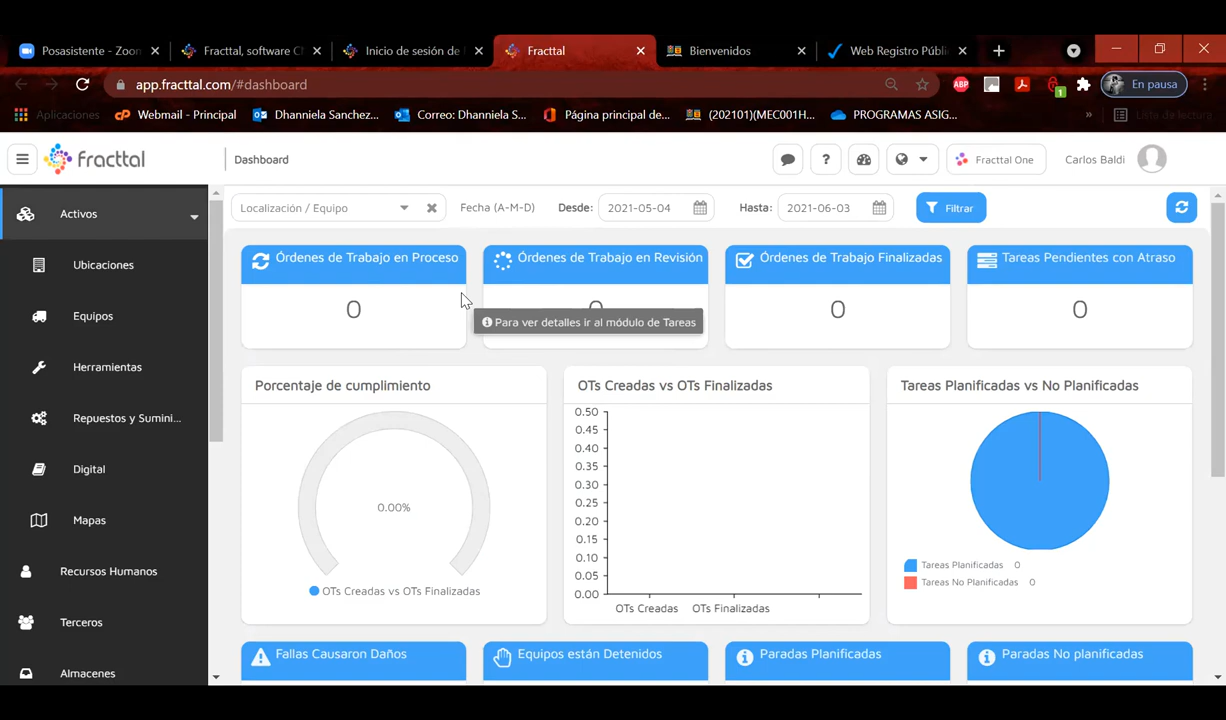 Posasistente - Zoom
Fracttal, software C
Inicio de sesión de
Fracttal
Bienvenidos
Web Registro Públi
app.fracttal.com/#dashboard
ABP
1
En pausa
Aplicaciones
Webmail - Principal
Dhanniela Sanchez...
Correo: Dhanniela S...
Página principal de...
(202101)(MEC001H...
PROGRAMAS ASIG...
»
Lista de lectura
fracttal
Dashboard
?
Fracttal One
Carlos Baldi
Activos
Ubicaciones
Equipos
Herramientas
Repuestos y Sumini...
Digital
Mapas
Recursos Humanos
Terceros
Almacenes
Localización / Equipo
Fecha (A-M-D)
Desde:
2021-05-04
Hasta:
2021-06-03
Filtrar
Órdenes de Trabajo en Proceso
0
Órdenes de Trabajo en Revisión
0
Para ver detalles ir al módulo de Tareas
Órdenes de Trabajo Finalizadas
0
Tareas Pendientes con Atraso
0
Porcentaje de cumplimiento
0.00%
OTs Creadas vs OTs Finalizadas
OTs Creadas vs OTs Finalizadas
0.50
0.45
0.40
0.35
0.30
0.25
0.20
0.15
0.10
0.05
0.00
OTs Creadas
OTs Finalizadas
Tareas Planificadas vs No Planificadas
Tareas Planificadas 0
Tareas No Planificadas 0
Fallas Causaron Daños
Equipos están Detenidos
Paradas Planificadas
Paradas No planificadas